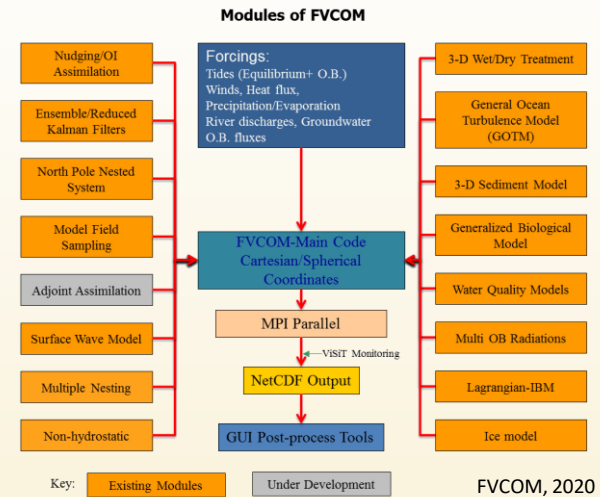 Modules of FVCOM
Nudging/OI
Assimilation
Ensemble/Reduced
Kalman Filters
North Pole Nested
System
Model Field
Sampling
Adjoint Assimilation
Surface Wave Model
Multiple Nesting
Non-hydrostatic
Forcings:
Tides (Equilibrium+ O.B.)
Winds, Heat flux,
Precipitation/Evaporation
River discharges, Groundwater
O.B. fluxes
FVCOM-Main Code
Cartesian/Spherical
Coordinates
MPI Parallel
ViSiT Monitoring
NetCDF Output
GUI Post-process Tools
3-D Wet/Dry Treatment
General Ocean
Turbulence Model
(GOTM)
3-D Sediment Model
Generalized Biological
Model
Water Quality Models
Multi OB Radiations
Lagrangian-IBM
Ice model
Key:
Existing Modules
Under Development
FVCOM, 2020